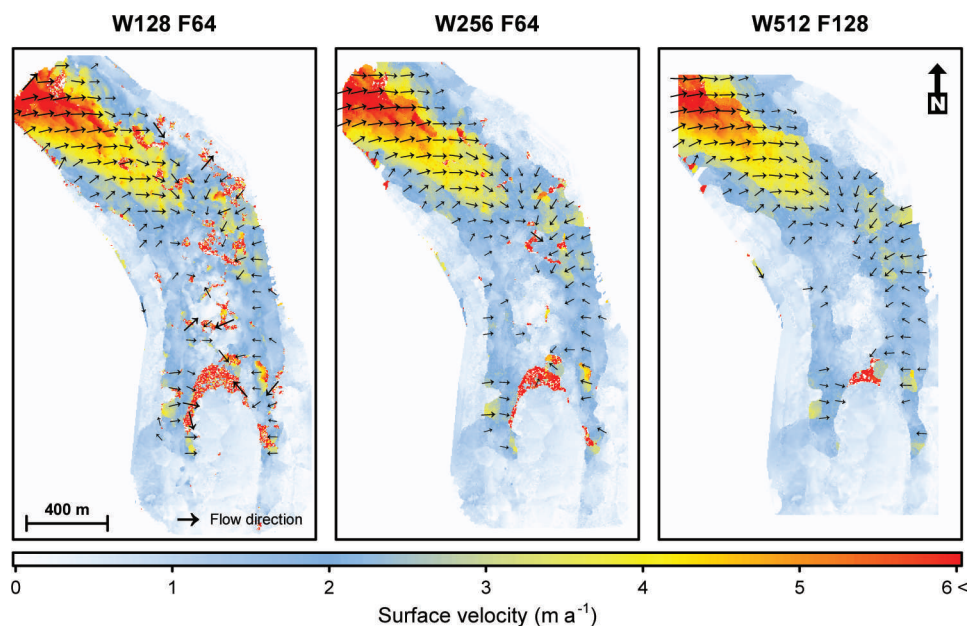 W128 F64
W256 F64
W512 F128
N
400 m
Flow direction
0 1 2 3 4 5 6 <
Surface velocity (m a⁻¹)